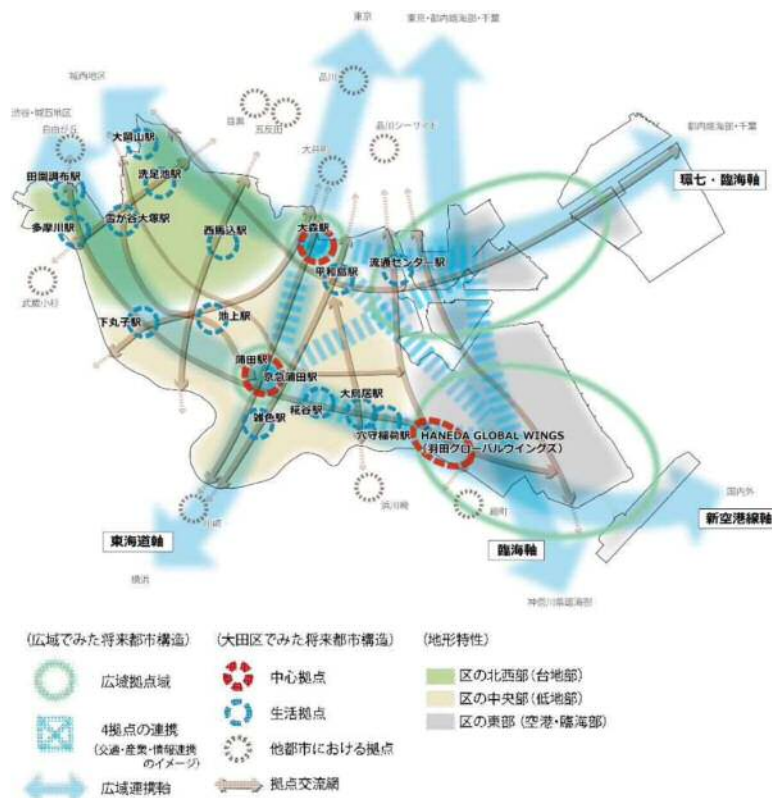 東京
東京・都内臨海部・千葉
城西地区
品川
渋谷・城西地区
目黒
五反田
品川シーサイド
都内臨海部・千葉
自由が丘
大岡山駅
大井町
洗足池駅
田園調布駅
環七・臨海軸
雪が谷大塚駅
多摩川駅
西馬込駅
大森駅
流通センター駅
平和島駅
武蔵小杉
下丸子駅
池上駅
蒲田駅
京急蒲田駅
大鳥居駅
糀谷駅
雑色駅
穴守稲荷駅
HANEDA GLOBAL WINGS
(羽田グローバルウイングス)
国内外
浜川崎
川崎
新空港線軸
東海道軸
臨海軸
横浜
神奈川県臨海部
(広域でみた将来都市構造)
(大田区でみた将来都市構造)
(地形特性)
広域拠点域
中心拠点
区の北西部(台地部)
区の中央部(低地部)
4拠点の連携
生活拠点
区の東部(空港・臨海部)
(交通・産業・情報連携
のイメージ)
他都市における拠点
広域連携軸
拠点交流網